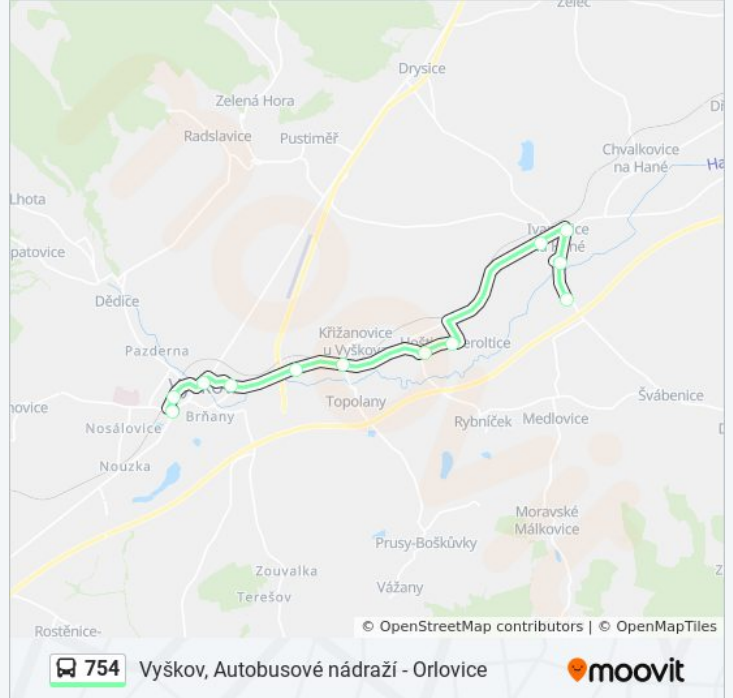 Zelec
Drysice
Zelená Hora
Radslavice
Pustiměř
Chvalkovice
na Hané
Lhota
patovice
Dědice
Křižanovice
u Vyškova
Pazderna
Topolany
Brňany
Nosálovice
Nouzka
Rybníček
Medlovice
Švábenice
Moravské
Málkovice
Prusy-Boškůvky
Zouvalka
Terešov
Vážany
Rostěnice-
© OpenStreetMap contributors | © OpenMapTiles
754 Vyškov, Autobusové nádraží - Orlovice
moovit